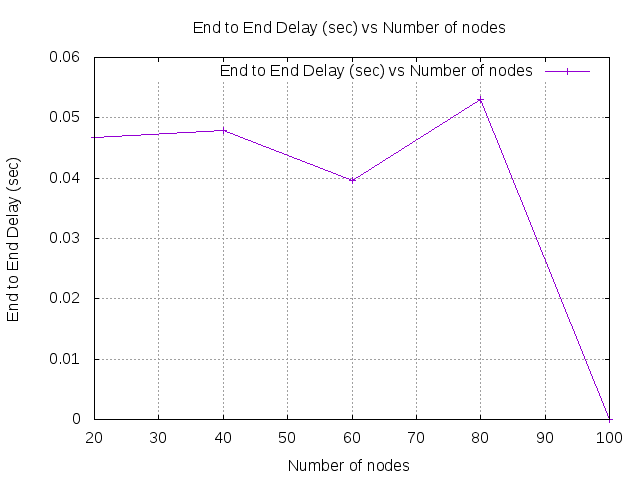 End to End Delay (sec) vs Number of nodes
0.06
End to End Delay (sec) vs Number of nodes
0.05
0.04
0.03
0.02
0.01
0
End to End Delay (sec)
20 30 40 50 60 70 80 90 100
Number of nodes